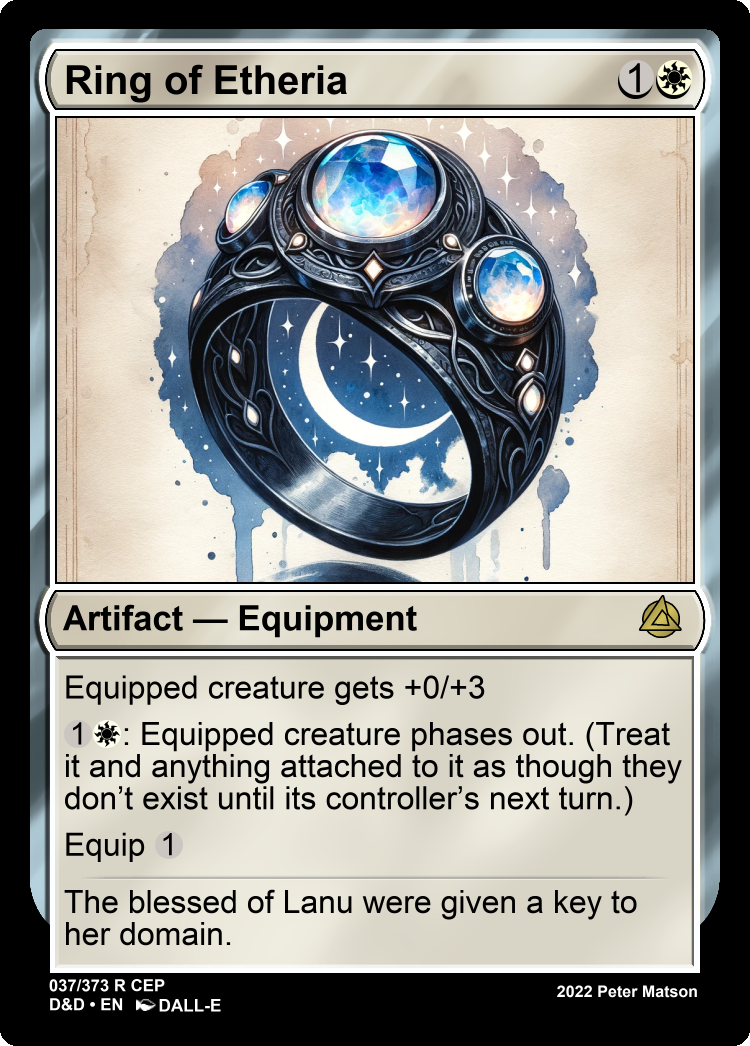 Ring of Etheria 1
Artifact — Equipment
Equipped creature gets +0/+3
1 : Equipped creature phases out. (Treat
it and anything attached to it as though they
don’t exist until its controller’s next turn.)
Equip 1
The blessed of Lanu were given a key to
her domain.
037/373 R CEP
D&D • EN DALL-E
2022 Peter Matson